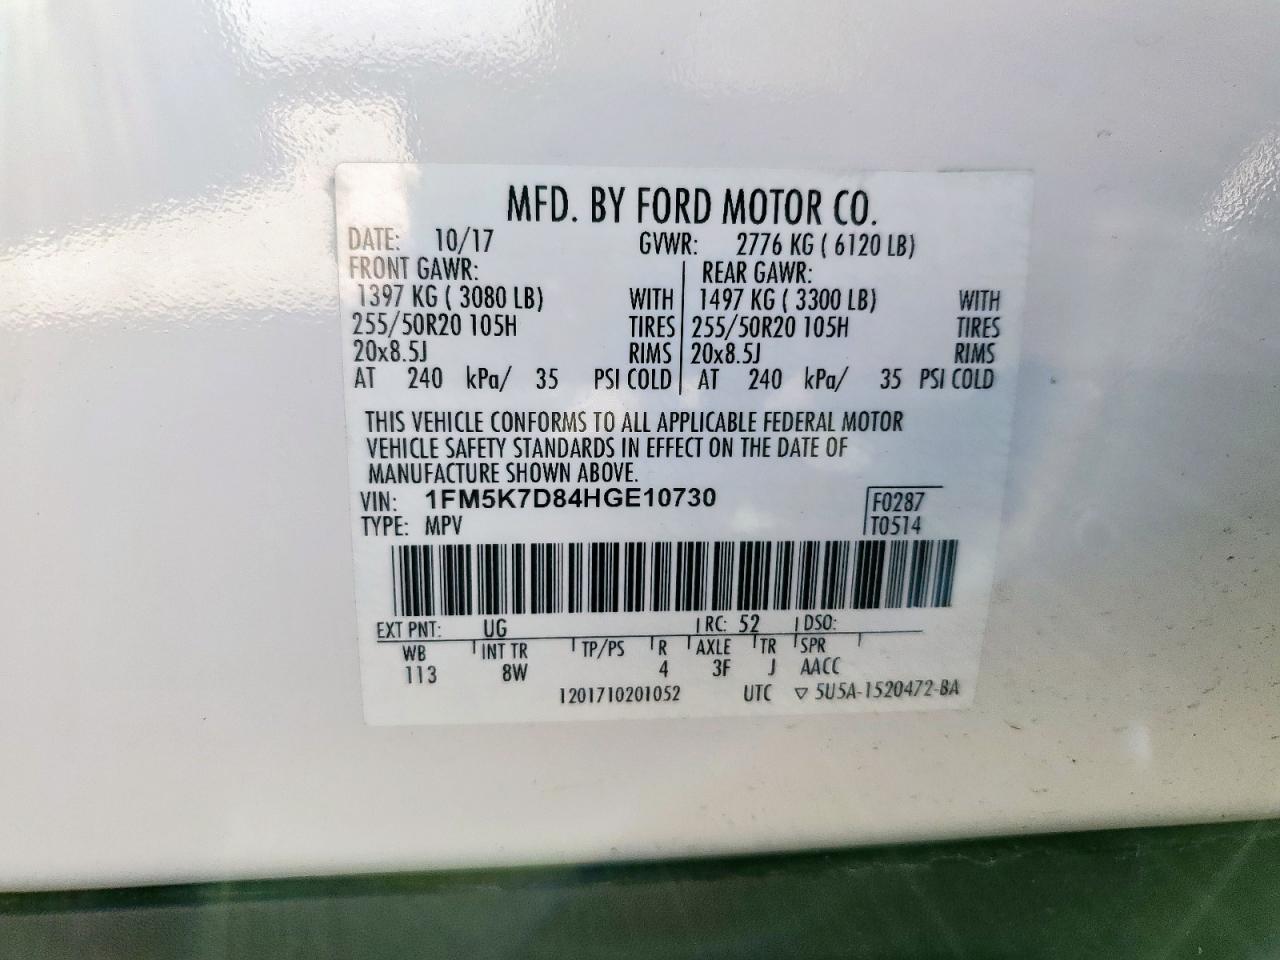 MFD. BY FORD MOTOR CO.
DATE: 10/17 GVWR: 2776 KG ( 6120 LB)
FRONT GAWR: REAR GAWR:
1397 KG ( 3080 LB) WITH 1497 KG ( 3300 LB) WITH
255/50R20 105H TIRES 255/50R20 105H TIRES
20x8.5J RIMS 20x8.5J RIMS
AT 240 kPa/ 35 PSI COLD AT 240 kPa/ 35 PSI COLD
THIS VEHICLE CONFORMS TO ALL APPLICABLE FEDERAL MOTOR
VEHICLE SAFETY STANDARDS IN EFFECT ON THE DATE OF
MANUFACTURE SHOWN ABOVE.
VIN: 1FM5K7D84HGE10730 F0287
TYPE: MPV T0514
EXT PNT: UG RC: 52 DSO:
WB INT TR TP/PS R AXLE TR SPR
113 8W 4 3F J AACC
1201710201052 UTC ▽ 5U5A-1520472-BA